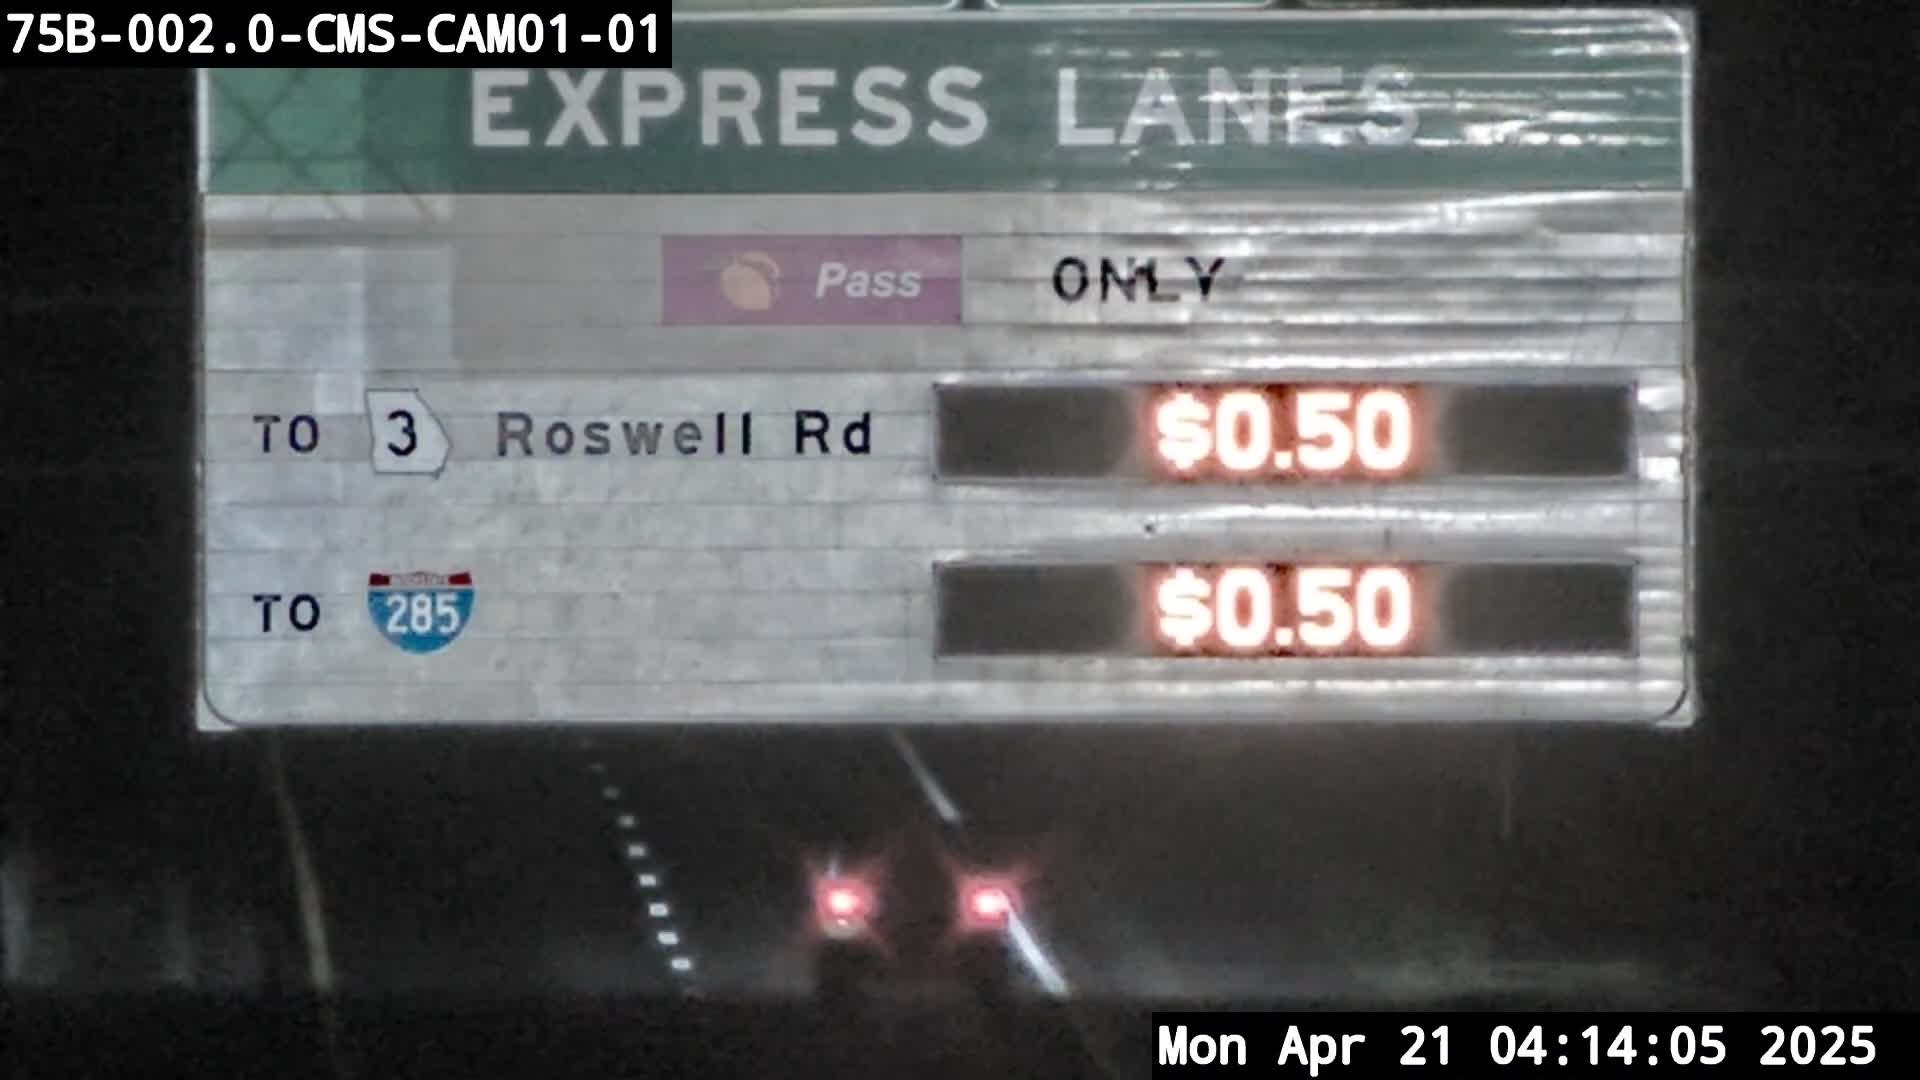 75B-002.0-CMS-CAM01-01
EXPRESS LANES
Pass ONLY
TO 3 Roswell Rd $0.50
TO 285 $0.50
Mon Apr 21 04:14:05 2025